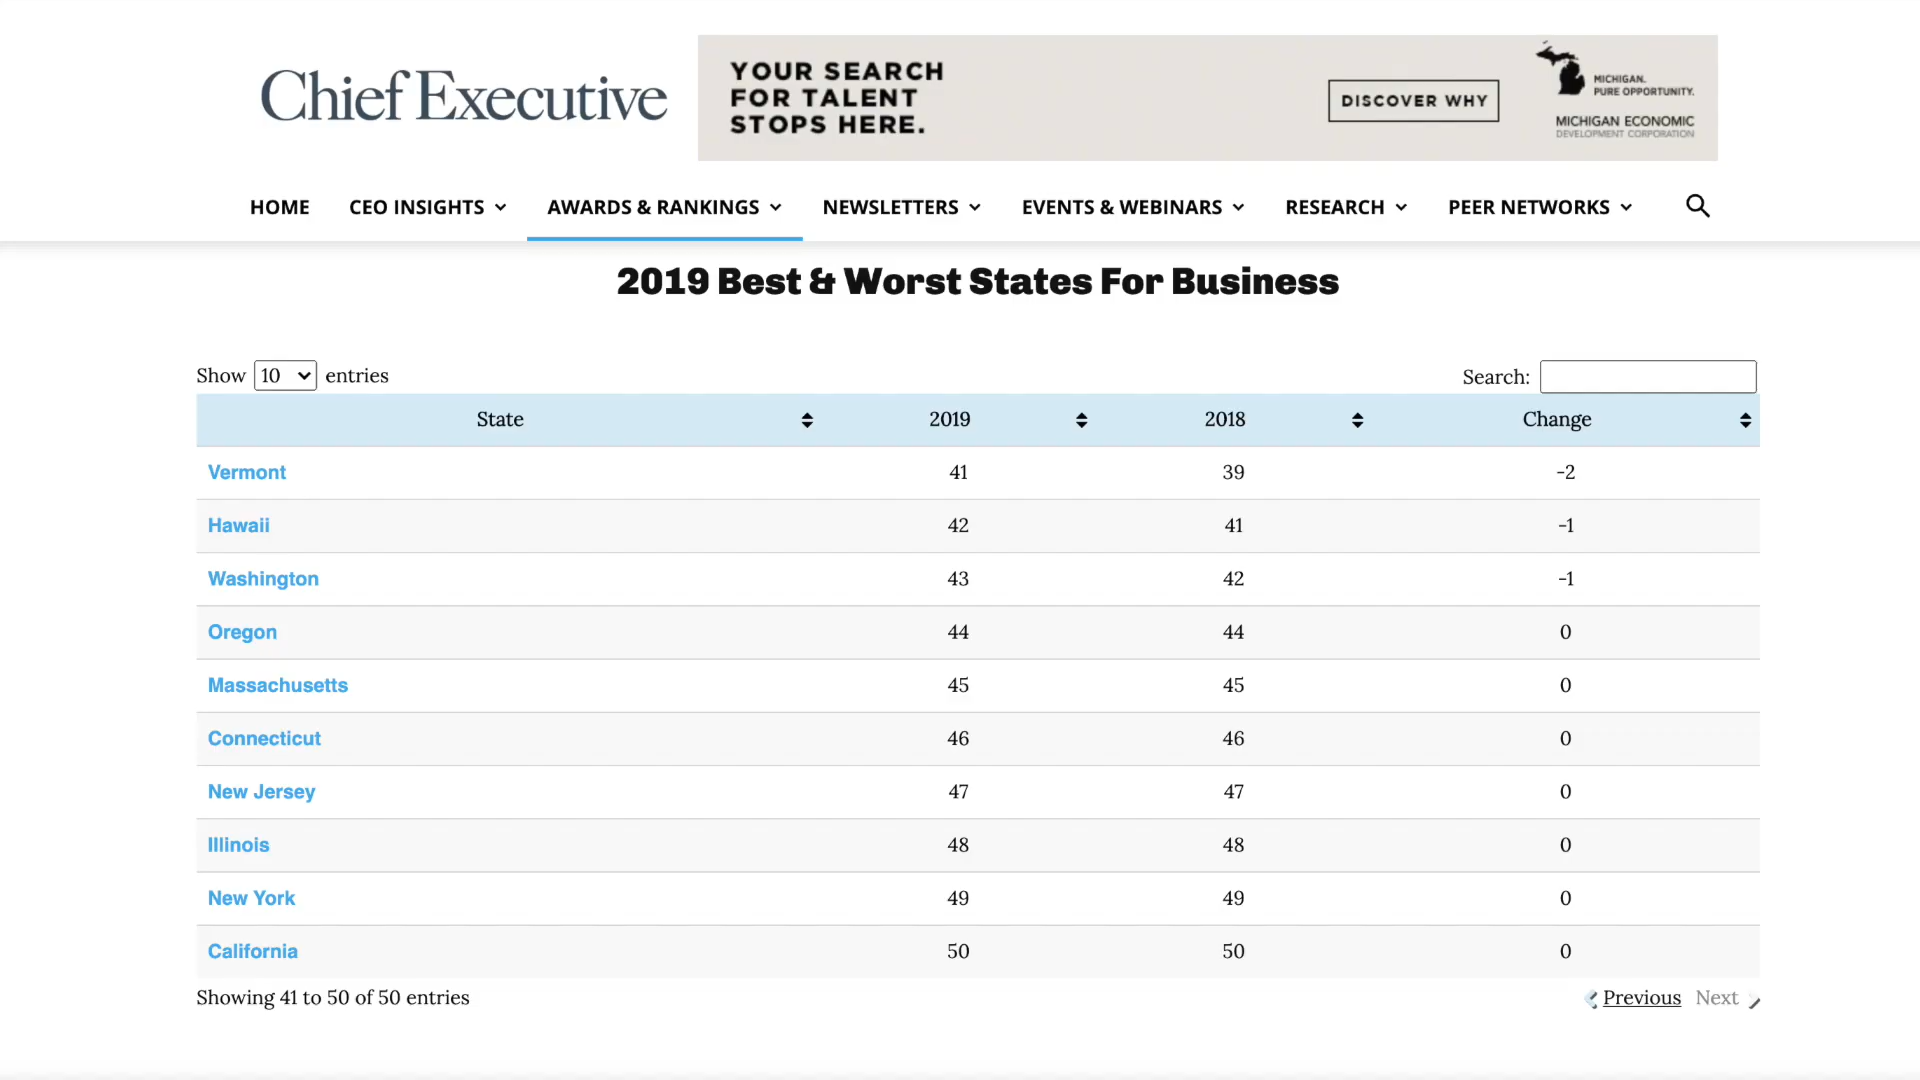 Chief Executive
YOUR SEARCH
FOR TALENT
STOPS HERE.
DISCOVER WHY
MICHIGAN.
PURE OPPORTUNITY.
MICHIGAN ECONOMIC
DEVELOPMENT CORPORATION
HOME CEO INSIGHTS AWARDS & RANKINGS NEWSLETTERS EVENTS & WEBINARS RESEARCH PEER NETWORKS
2019 Best & Worst States For Business
Show 10 entries Search:
State 2019 2018 Change
Vermont 41 39 -2
Hawaii 42 41 -1
Washington 43 42 -1
Oregon 44 44 0
Massachusetts 45 45 0
Connecticut 46 46 0
New Jersey 47 47 0
Illinois 48 48 0
New York 49 49 0
California 50 50 0
Showing 41 to 50 of 50 entries Previous Next